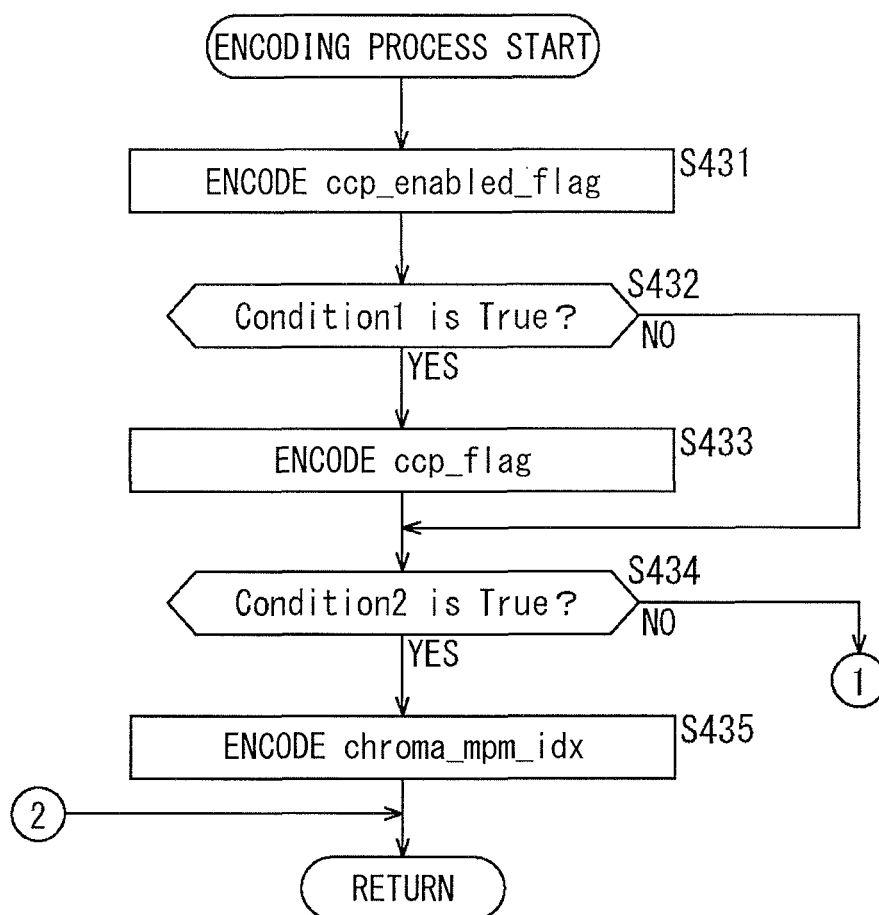 ENCODING PROCESS START
ENCODE ccp_enabled_flag
S431
Condition1 is True?
S432
NO
YES
ENCODE ccp_flag
S433
Condition2 is True?
S434
NO
YES
1
ENCODE chroma_mpm_idx
S435
2
RETURN